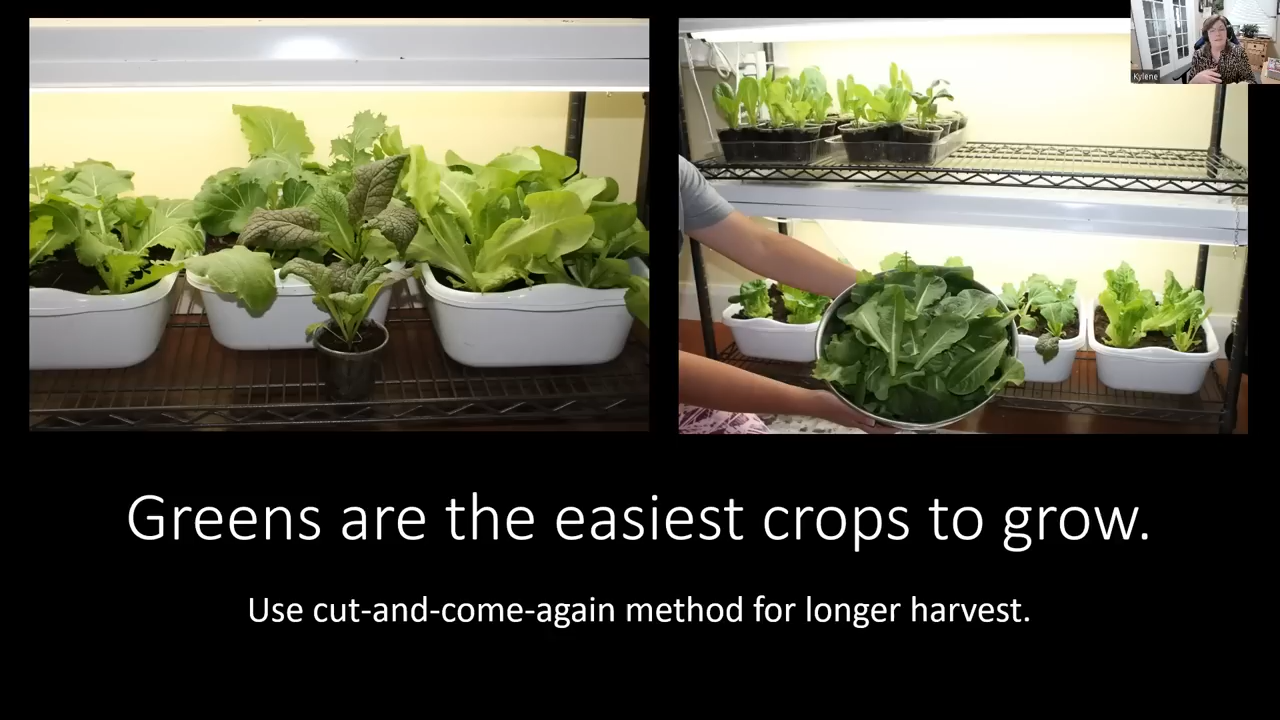 Kylene
Greens are the easiest crops to grow.
Use cut-and-come-again method for longer harvest.